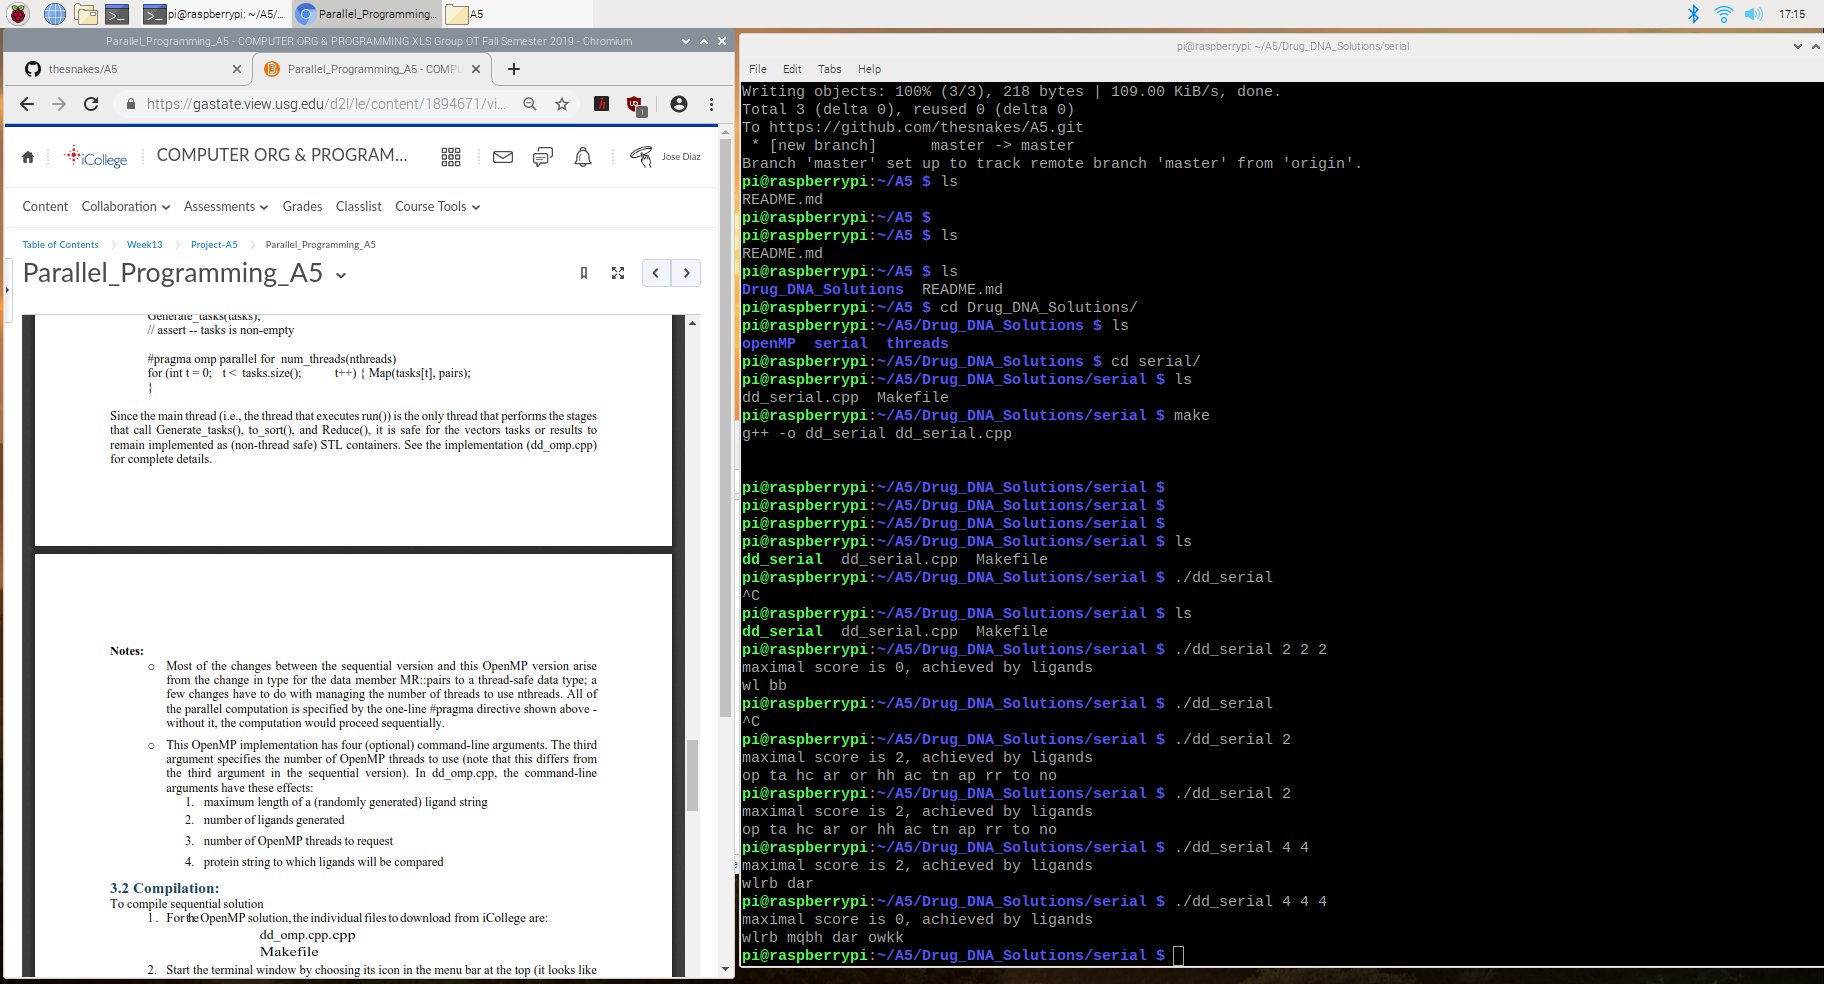 pi@raspberrypi: ~/A5/...
Parallel_Programming...
A5
17:15
Parallel_Programming_A5 - COMPUTER ORG & PROGRAMMING XLS Group OT Fall Semester 2019 - Chromium
thesnakes/A5
Parallel_Programming_A5 - COMPU
https://gastate.view.usg.edu/d2l/le/content/1894671/vi...
1
iCollege
COMPUTER ORG & PROGRAM...
Jose Diaz
Content Collaboration Assessments Grades Classlist Course Tools
Table of Contents Week13 Project-A5 Parallel_Programming_A5
Parallel_Programming_A5
Generate_tasks(tasks);
// assert -- tasks is non-empty
#pragma omp parallel for num_threads(nthreads)
for (int t = 0; t < tasks.size(); t++) { Map(tasks[t], pairs);
}
Since the main thread (i.e., the thread that executes run()) is the only thread that performs the stages
that call Generate_tasks(), to_sort(), and Reduce(), it is safe for the vectors tasks or results to
remain implemented as (non-thread safe) STL containers. See the implementation (dd_omp.cpp)
for complete details.
Notes:
o Most of the changes between the sequential version and this OpenMP version arise
from the change in type for the data member MR::pairs to a thread-safe data type; a
few changes have to do with managing the number of threads to use nthreads. All of
the parallel computation is specified by the one-line #pragma directive shown above -
without it, the computation would proceed sequentially.
o This OpenMP implementation has four (optional) command-line arguments. The third
argument specifies the number of OpenMP threads to use (note that this differs from
the third argument in the sequential version). In dd_omp.cpp, the command-line
arguments have these effects:
1. maximum length of a (randomly generated) ligand string
2. number of ligands generated
3. number of OpenMP threads to request
4. protein string to which ligands will be compared
3.2 Compilation:
To compile sequential solution
1. For the OpenMP solution, the individual files to download from iCollege are:
dd_omp.cpp.cpp
Makefile
2. Start the terminal window by choosing its icon in the menu bar at the top (it looks like
pi@raspberrypi: ~/A5/Drug_DNA_Solutions/serial
File Edit Tabs Help
Writing objects: 100% (3/3), 218 bytes | 109.00 KiB/s, done.
Total 3 (delta 0), reused 0 (delta 0)
To https://github.com/thesnakes/A5.git
* [new branch] master -> master
Branch 'master' set up to track remote branch 'master' from 'origin'.
pi@raspberrypi:~/A5 $ ls
README.md
pi@raspberrypi:~/A5 $
pi@raspberrypi:~/A5 $ ls
README.md
pi@raspberrypi:~/A5 $ ls
Drug_DNA_Solutions README.md
pi@raspberrypi:~/A5 $ cd Drug_DNA_Solutions/
pi@raspberrypi:~/A5/Drug_DNA_Solutions $ ls
openMP serial threads
pi@raspberrypi:~/A5/Drug_DNA_Solutions $ cd serial/
pi@raspberrypi:~/A5/Drug_DNA_Solutions/serial $ ls
dd_serial.cpp Makefile
pi@raspberrypi:~/A5/Drug_DNA_Solutions/serial $ make
g++ -o dd_serial dd_serial.cpp
pi@raspberrypi:~/A5/Drug_DNA_Solutions/serial $
pi@raspberrypi:~/A5/Drug_DNA_Solutions/serial $
pi@raspberrypi:~/A5/Drug_DNA_Solutions/serial $
pi@raspberrypi:~/A5/Drug_DNA_Solutions/serial $ ls
dd_serial dd_serial.cpp Makefile
pi@raspberrypi:~/A5/Drug_DNA_Solutions/serial $ ./dd_serial
^C
pi@raspberrypi:~/A5/Drug_DNA_Solutions/serial $ ls
dd_serial dd_serial.cpp Makefile
pi@raspberrypi:~/A5/Drug_DNA_Solutions/serial $ ./dd_serial 2 2 2
maximal score is 0, achieved by ligands
wl bb
pi@raspberrypi:~/A5/Drug_DNA_Solutions/serial $ ./dd_serial
^C
pi@raspberrypi:~/A5/Drug_DNA_Solutions/serial $ ./dd_serial 2
maximal score is 2, achieved by ligands
op ta hc ar or hh ac tn ap rr to no
pi@raspberrypi:~/A5/Drug_DNA_Solutions/serial $ ./dd_serial 2
maximal score is 2, achieved by ligands
op ta hc ar or hh ac tn ap rr to no
pi@raspberrypi:~/A5/Drug_DNA_Solutions/serial $ ./dd_serial 4 4
maximal score is 2, achieved by ligands
wlrb dar
pi@raspberrypi:~/A5/Drug_DNA_Solutions/serial $ ./dd_serial 4 4 4
maximal score is 0, achieved by ligands
wlrb mqbh dar owkk
pi@raspberrypi:~/A5/Drug_DNA_Solutions/serial $